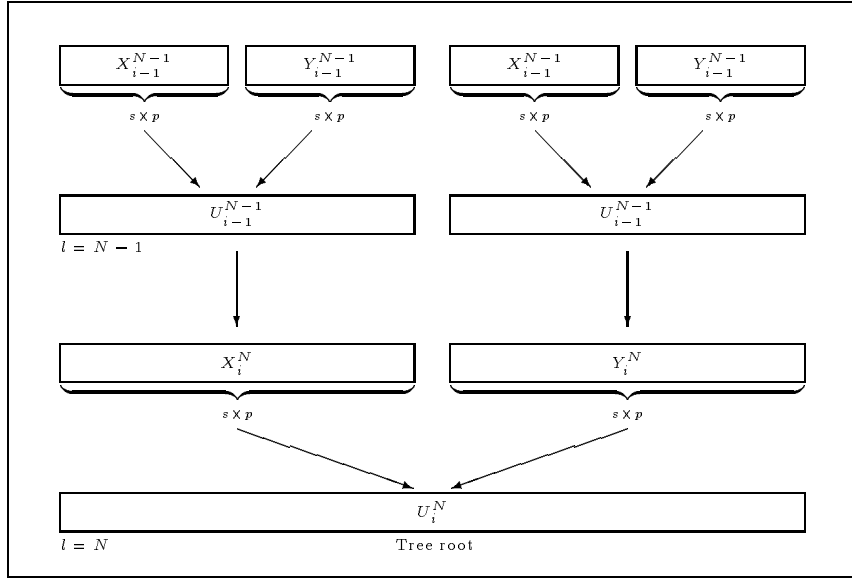 X_{i-1}^{N-1} Y_{i-1}^{N-1} X_{i-1}^{N-1} Y_{i-1}^{N-1}
s × p s × p s × p s × p
U_{i-1}^{N-1} U_{i-1}^{N-1}
l = N − 1
X_i^N Y_i^N
s × p s × p
U_i^N
l = N Tree root